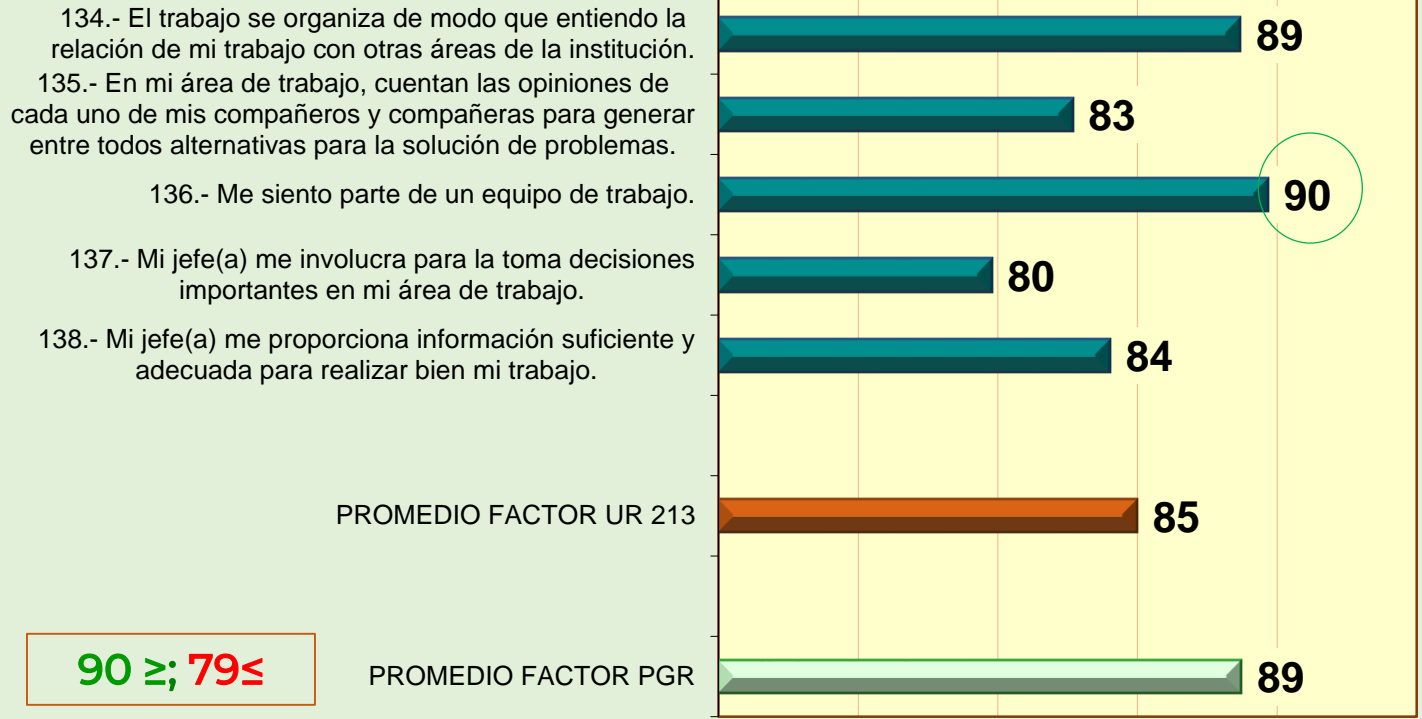 134.- El trabajo se organiza de modo que entiendo la
relación de mi trabajo con otras áreas de la institución.
89
135.- En mi área de trabajo, cuentan las opiniones de
cada uno de mis compañeros y compañeras para generar
entre todos alternativas para la solución de problemas.
83
136.- Me siento parte de un equipo de trabajo.
90
137.- Mi jefe(a) me involucra para la toma decisiones
importantes en mi área de trabajo.
80
138.- Mi jefe(a) me proporciona información suficiente y
adecuada para realizar bien mi trabajo.
84
PROMEDIO FACTOR UR 213
85
90 ≥; 79≤
PROMEDIO FACTOR PGR
89